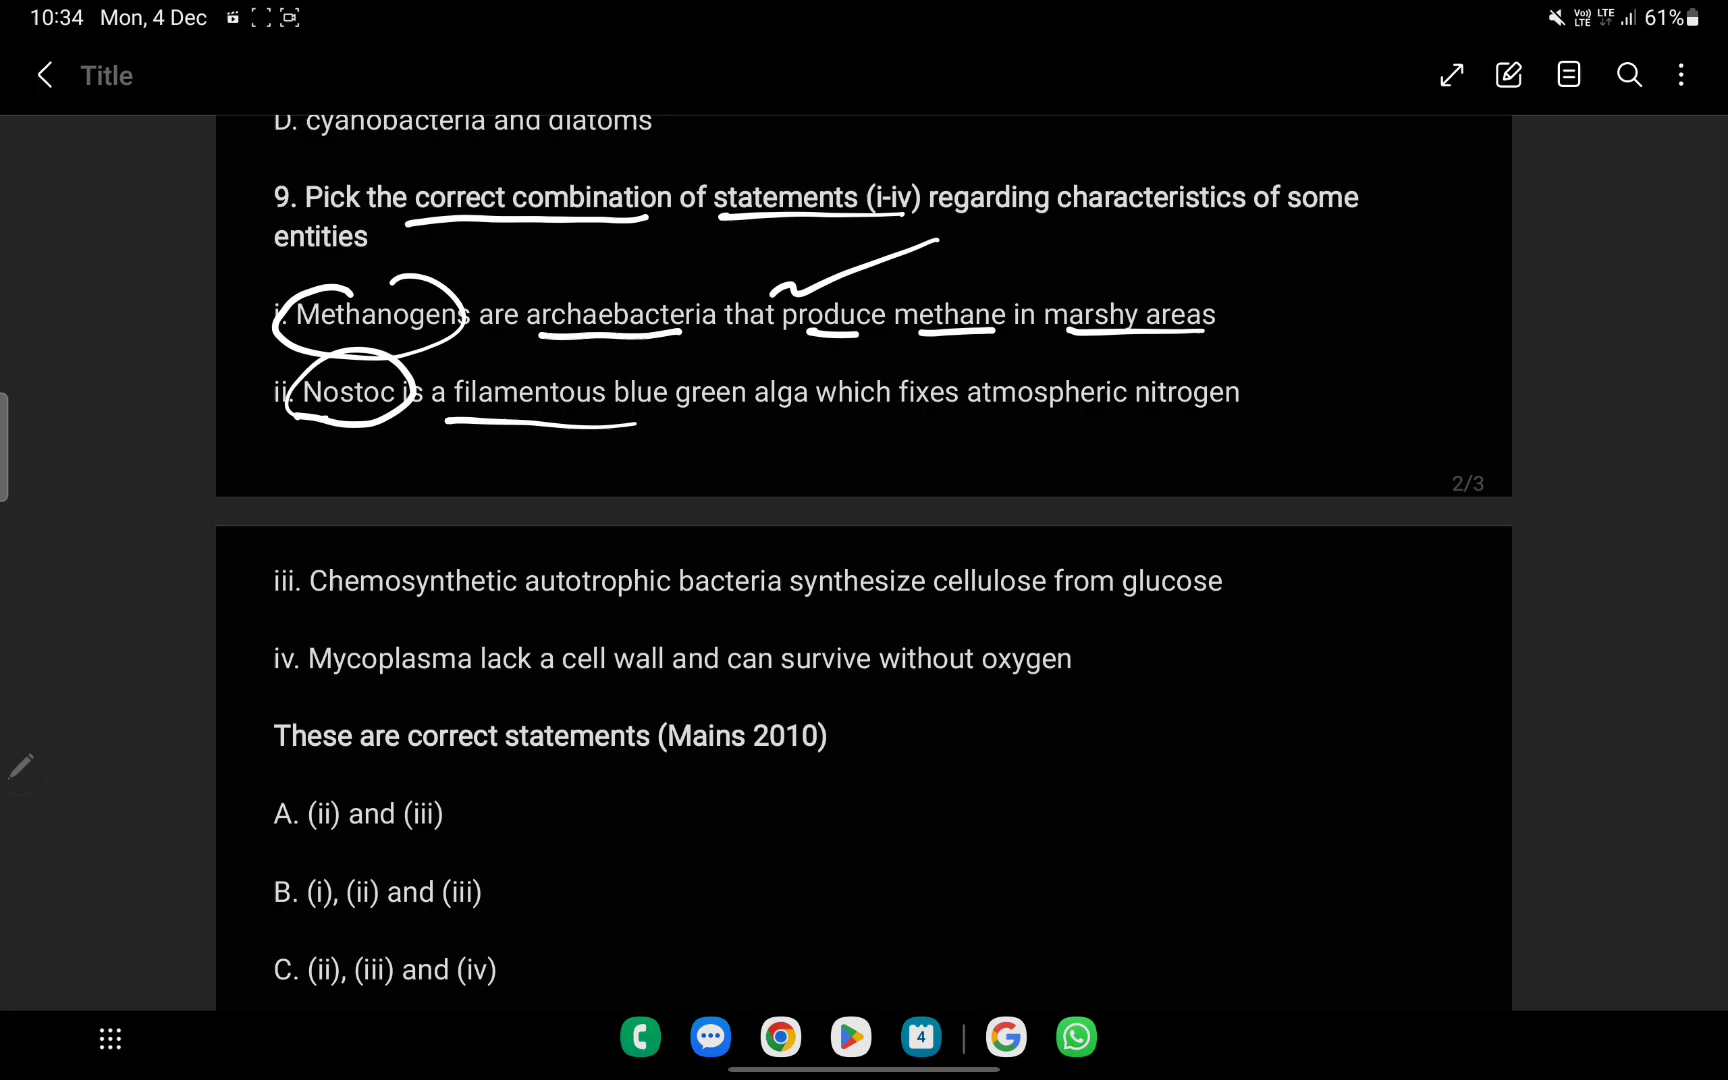 10:34 Mon, 4 Dec
Vo)) LTE LTE 61%
Title
D. cyanobacteria and diatoms
9. Pick the correct combination of statements (i-iv) regarding characteristics of some
entities
i. Methanogens are archaebacteria that produce methane in marshy areas
ii. Nostoc is a filamentous blue green alga which fixes atmospheric nitrogen
2/3
iii. Chemosynthetic autotrophic bacteria synthesize cellulose from glucose
iv. Mycoplasma lack a cell wall and can survive without oxygen
These are correct statements (Mains 2010)
A. (ii) and (iii)
B. (i), (ii) and (iii)
C. (ii), (iii) and (iv)
4